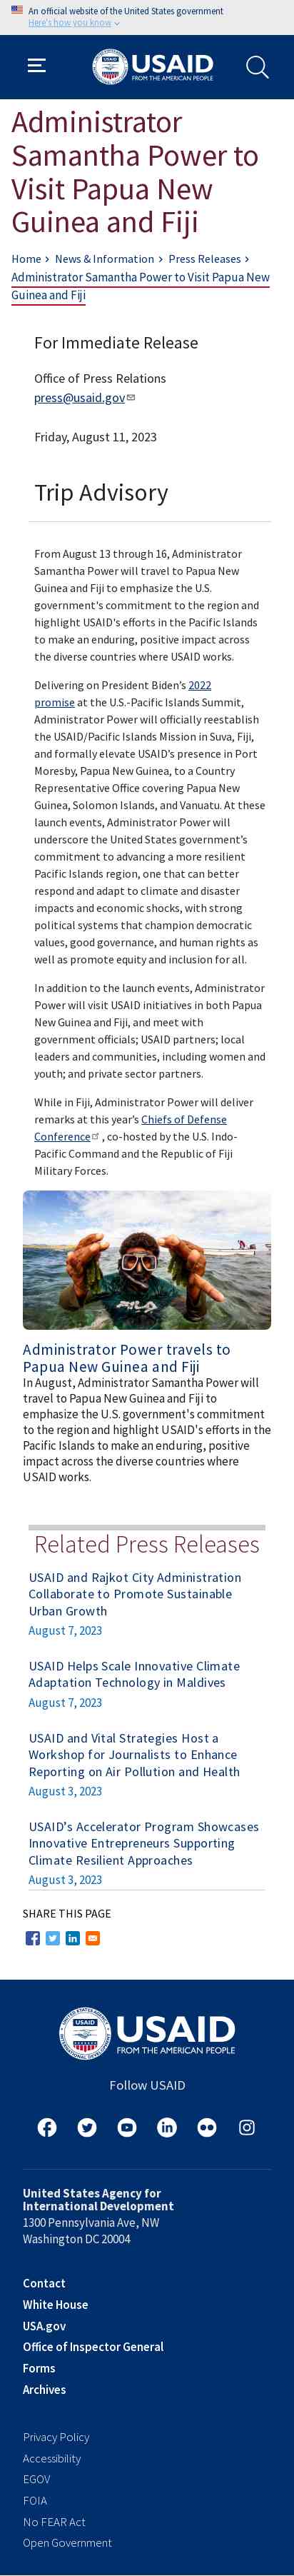 An official website of the United States government
Here's how you know
USAID
FROM THE AMERICAN PEOPLE
Administrator
Samantha Power to
Visit Papua New
Guinea and Fiji
Home > News & Information > Press Releases >
Administrator Samantha Power to Visit Papua New
Guinea and Fiji
For Immediate Release
Office of Press Relations
press@usaid.gov
Friday, August 11, 2023
Trip Advisory
From August 13 through 16, Administrator
Samantha Power will travel to Papua New Guinea
and Fiji to emphasize the U.S.
government's commitment to the region and
highlight USAID's efforts in the Pacific Islands
to make an enduring, positive impact across
the diverse countries where USAID works.
Delivering on President Biden’s 2022
promise at the U.S.-Pacific Islands Summit,
Administrator Power will officially reestablish
the USAID/Pacific Islands Mission in Suva, Fiji,
and formally elevate USAID’s presence in Port
Moresby, Papua New Guinea, to a Country
Representative Office covering Papua New
Guinea, Solomon Islands, and Vanuatu. At these
launch events, Administrator Power will
underscore the United States government’s
commitment to advancing a more resilient
Pacific Islands region, one that can better
respond and adapt to climate and disaster
impacts and economic shocks, with strong
political systems that protect democratic
values, good governance, and human rights as
well as promote equity and inclusion for all.
In addition to the launch events, Administrator
Power will visit USAID initiatives in both Papua
New Guinea and Fiji, and meet with
government officials; USAID partners; local
leaders and communities, including women and
youth; and private sector partners.
While in Fiji, Administrator Power will deliver
remarks at this year’s Chiefs of Defense
Conference , co-hosted by the U.S. Indo-
Pacific Command and the Republic of Fiji
Military Forces.
Administrator Power travels to
Papua New Guinea and Fiji
In August, Administrator Samantha Power will
travel to Papua New Guinea and Fiji to
emphasize the U.S. government's commitment
to the region and highlight USAID's efforts in the
Pacific Islands to make an enduring, positive
impact across the diverse countries where
USAID works.
Related Press Releases
USAID and Rajkot City Administration
Collaborate to Promote Sustainable
Urban Growth
August 7, 2023
USAID Helps Scale Innovative Climate
Adaptation Technology in Maldives
August 7, 2023
USAID and Vital Strategies Host a
Workshop for Journalists to Enhance
Reporting on Air Pollution and Health
August 3, 2023
USAID’s Accelerator Program Showcases
Innovative Entrepreneurs Supporting
Climate Resilient Approaches
August 3, 2023
SHARE THIS PAGE
USAID
FROM THE AMERICAN PEOPLE
Follow USAID
United States Agency for
International Development
1300 Pennsylvania Ave, NW
Washington DC 20004
Contact
White House
USA.gov
Office of Inspector General
Forms
Archives
Privacy Policy
Accessibility
EGOV
FOIA
No FEAR Act
Open Government